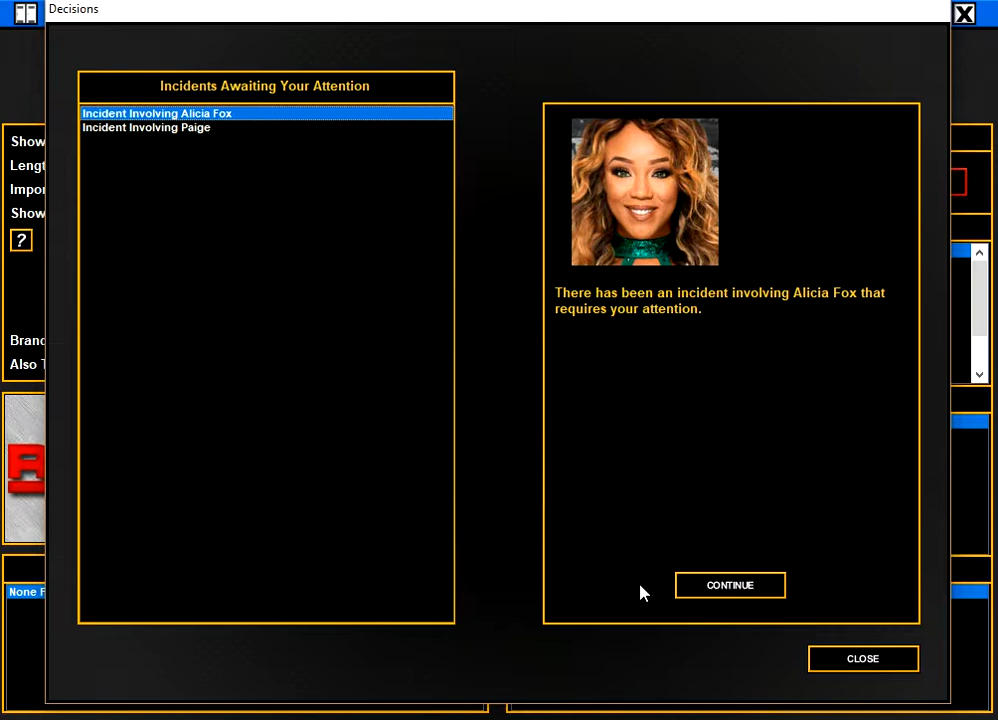 Decisions
Incidents Awaiting Your Attention
Incident Involving Alicia Fox
Incident Involving Paige
Show
Lengt
Impor
Show
?
There has been an incident involving Alicia Fox that
requires your attention.
Brand
Also T
None F
CONTINUE
CLOSE